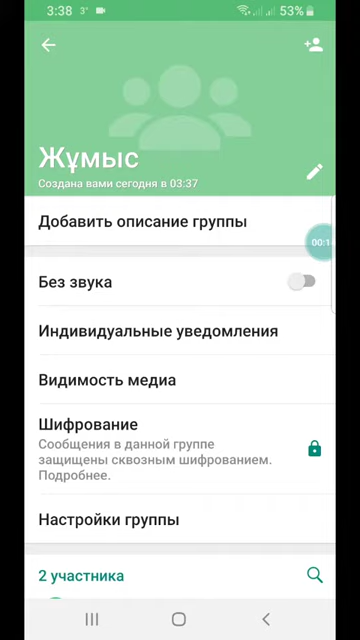 3:38 3° 53%
Жұмыс
Создана вами сегодня в 03:37
Добавить описание группы
Без звука
Индивидуальные уведомления
Видимость медиа
Шифрование
Сообщения в данной группе
защищены сквозным шифрованием.
Подробнее.
Настройки группы
2 участника